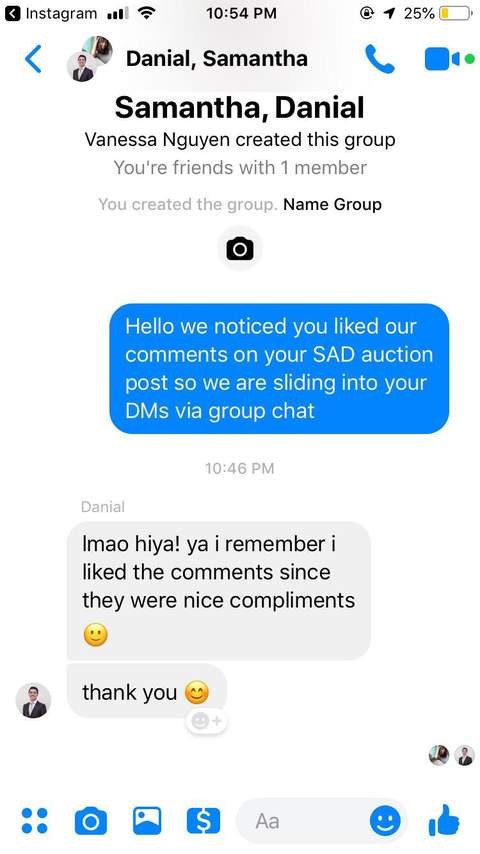 Instagram 10:54 PM 25%
Danial, Samantha
Samantha, Danial
Vanessa Nguyen created this group
You're friends with 1 member
You created the group. Name Group
Hello we noticed you liked our
comments on your SAD auction
post so we are sliding into your
DMs via group chat
10:46 PM
Danial
lmao hiya! ya i remember i
liked the comments since
they were nice compliments
🙂
thank you 😊
Aa